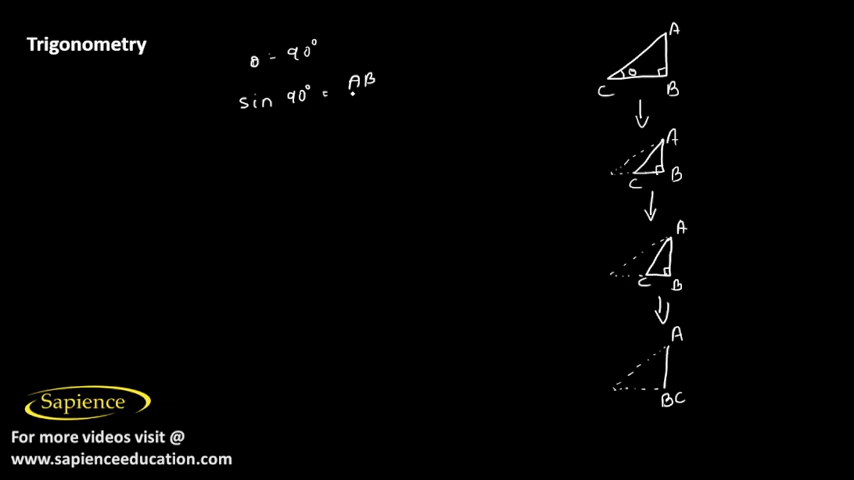 Trigonometry
θ = 90°
sin 90° = AB
A
θ
C B
A
C B
A
C B
A
BC
Sapience
For more videos visit @
www.sapienceeducation.com